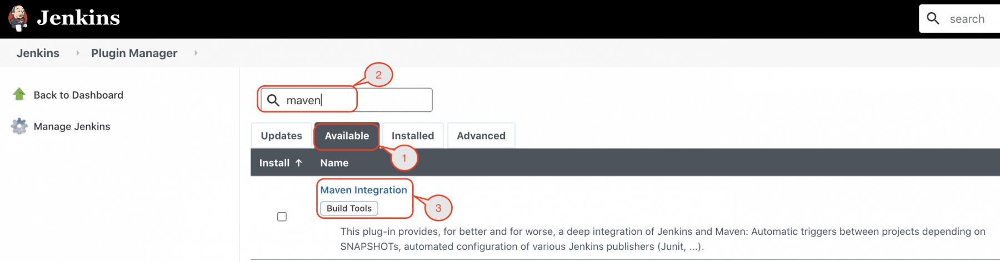 Jenkins
search
Jenkins Plugin Manager
2
Back to Dashboard
maven
Manage Jenkins
Updates Available Installed Advanced
1
Install ↑ Name
Maven Integration
Build Tools
3
This plug-in provides, for better and for worse, a deep integration of Jenkins and Maven: Automatic triggers between projects depending on
SNAPSHOTs, automated configuration of various Jenkins publishers (Junit, ...).